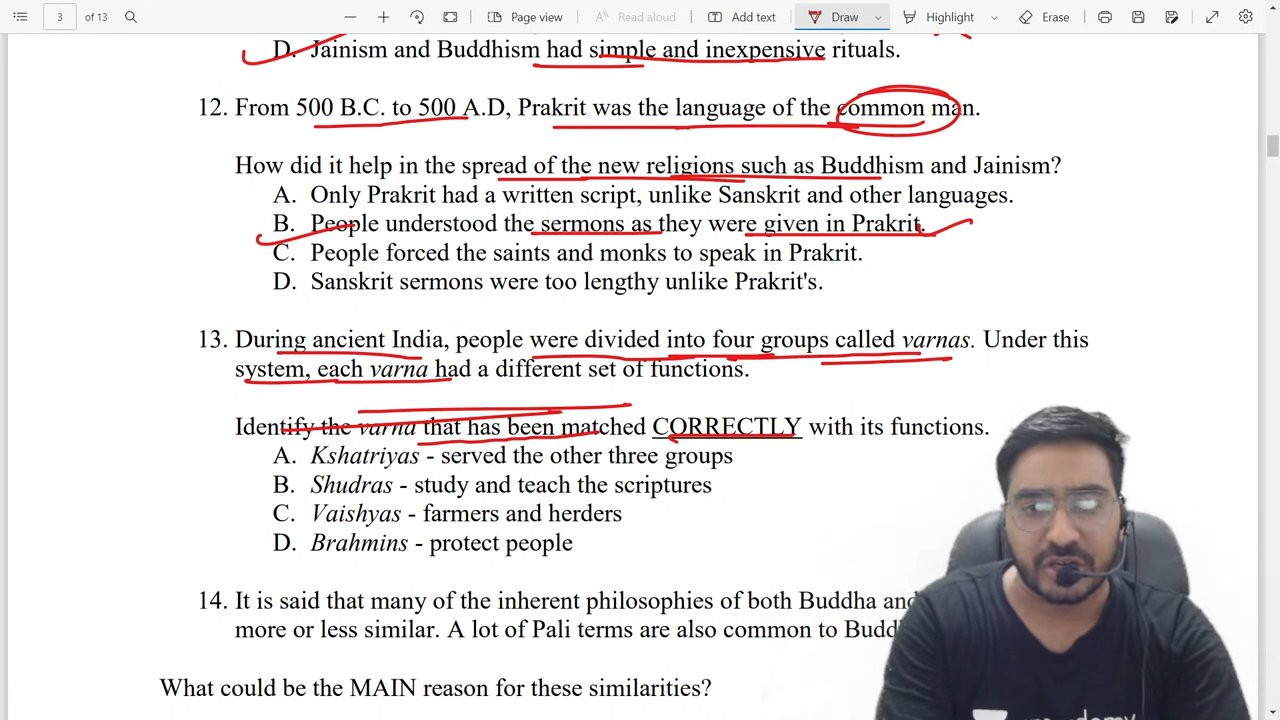 3 of 13 Page view Read aloud Add text Draw Highlight Erase
D. Jainism and Buddhism had simple and inexpensive rituals.
12. From 500 B.C. to 500 A.D, Prakrit was the language of the common man.
How did it help in the spread of the new religions such as Buddhism and Jainism?
A. Only Prakrit had a written script, unlike Sanskrit and other languages.
B. People understood the sermons as they were given in Prakrit.
C. People forced the saints and monks to speak in Prakrit.
D. Sanskrit sermons were too lengthy unlike Prakrit's.
13. During ancient India, people were divided into four groups called varnas. Under this
system, each varna had a different set of functions.
Identify the varna that has been matched CORRECTLY with its functions.
A. Kshatriyas - served the other three groups
B. Shudras - study and teach the scriptures
C. Vaishyas - farmers and herders
D. Brahmins - protect people
14. It is said that many of the inherent philosophies of both Buddha and
more or less similar. A lot of Pali terms are also common to
What could be the MAIN reason for these similarities?